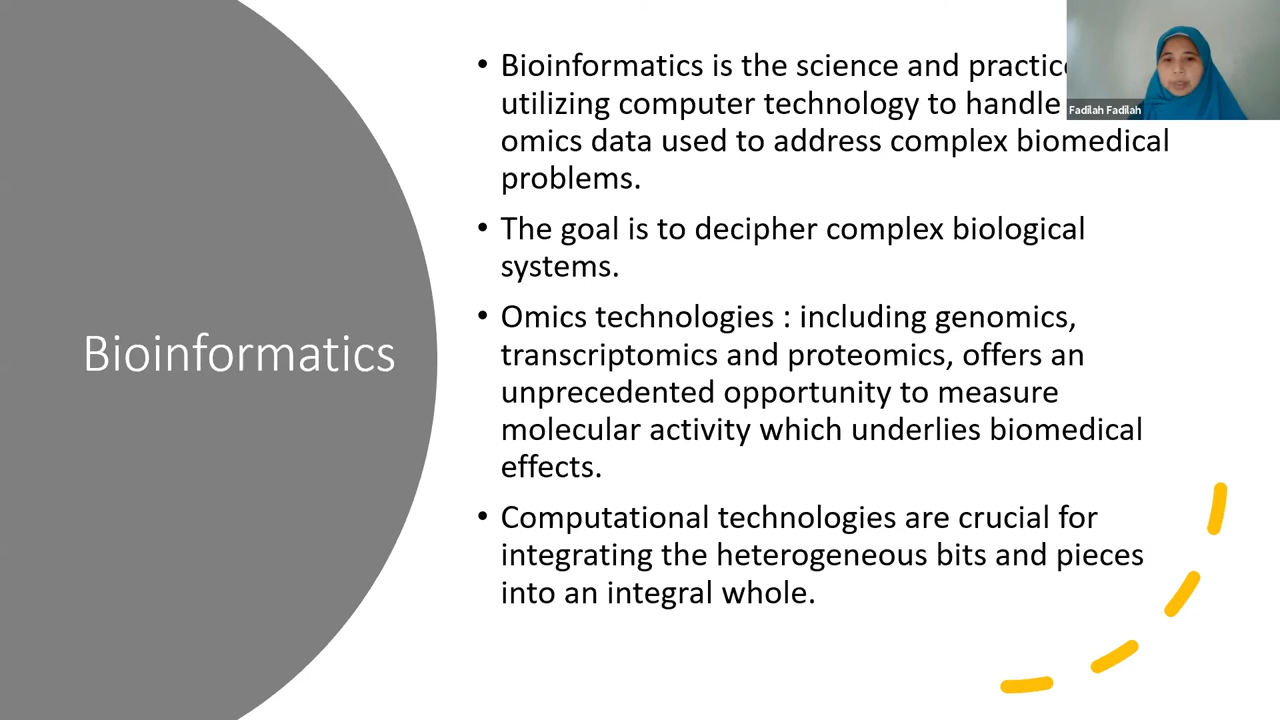 Bioinformatics
• Bioinformatics is the science and practice
utilizing computer technology to handle
omics data used to address complex biomedical
problems.
• The goal is to decipher complex biological
systems.
• Omics technologies : including genomics,
transcriptomics and proteomics, offers an
unprecedented opportunity to measure
molecular activity which underlies biomedical
effects.
• Computational technologies are crucial for
integrating the heterogeneous bits and pieces
into an integral whole.
Fadilah Fadilah